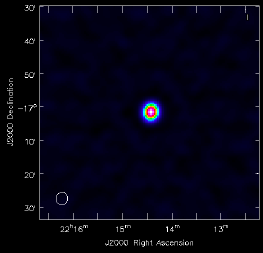 30'
40'
50'
-17°
10'
20'
30'
J2000 Declination
22ʰ16ᵐ
15ᵐ
14ᵐ
13ᵐ
J2000 Right Ascension